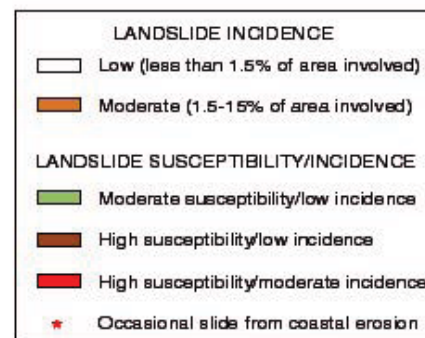 LANDSLIDE INCIDENCE
Low (less than 1.5% of area involved)
Moderate (1.5-15% of area involved)
LANDSLIDE SUSCEPTIBILITY/INCIDENCE
Moderate susceptibility/low incidence
High susceptibility/low incidence
High susceptibility/moderate incidence
Occasional slide from coastal erosion